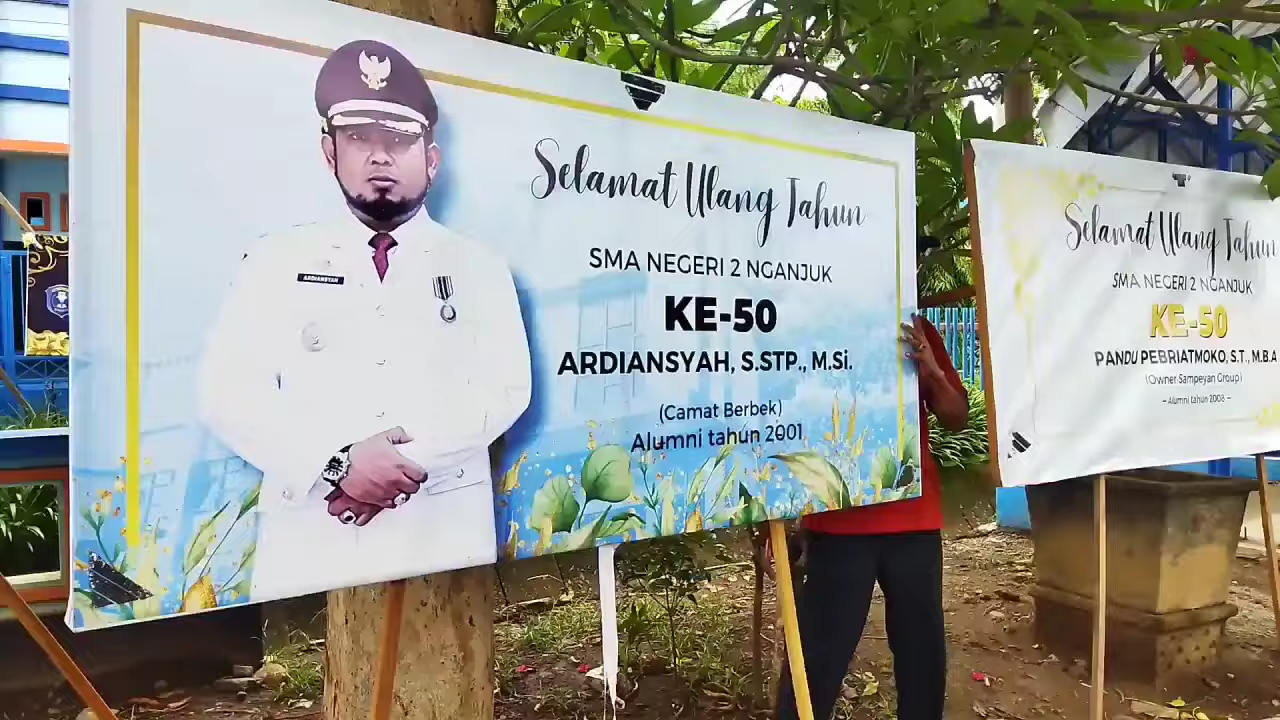 Selamat Ulang Tahun
SMA NEGERI 2 NGANJUK
KE-50
ARDIANSYAH, S.STP., M.Si.
(Camat Berbek)
Alumni tahun 2001
ARDIANSYAH
Selamat Ulang Tahun
SMA NEGERI 2 NGANJUK
KE-50
PANDU PEBRIATMOKO, S.T., M.B.A
(Owner Sampeyan Group)
- Alumni tahun 2008 -